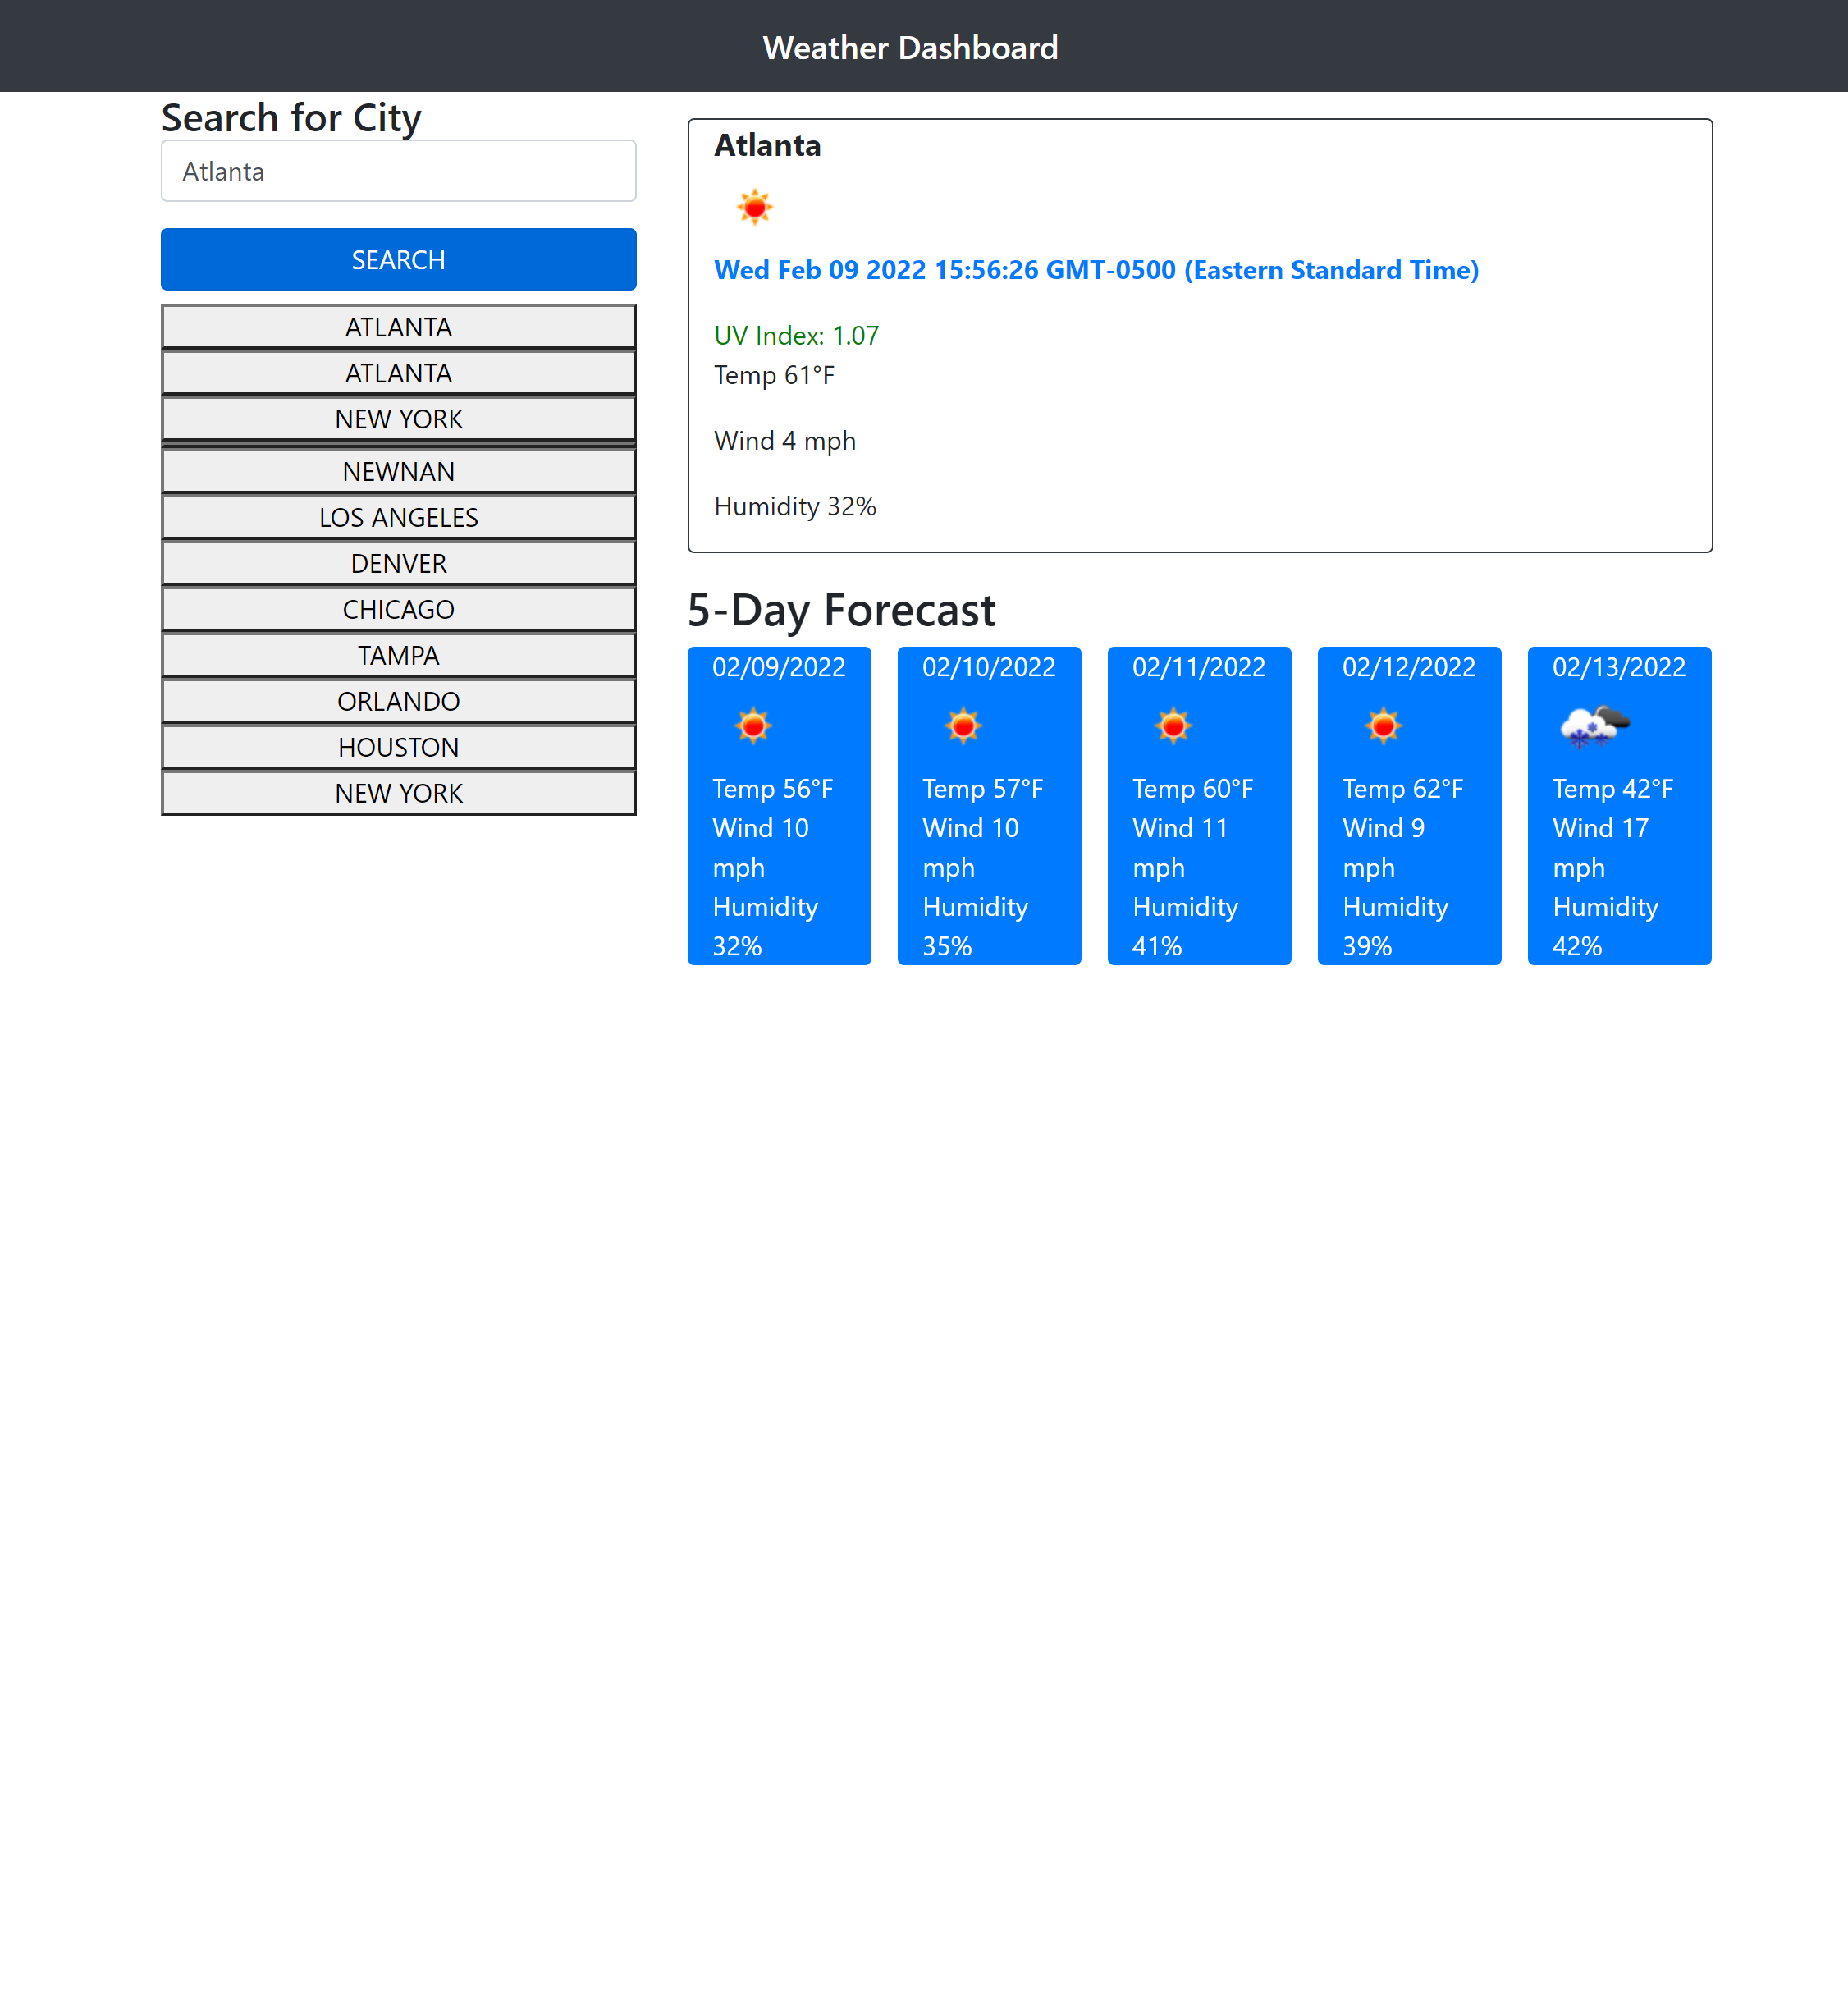 Weather Dashboard
Search for City
Atlanta
SEARCH
ATLANTA
ATLANTA
NEW YORK
NEWNAN
LOS ANGELES
DENVER
CHICAGO
TAMPA
ORLANDO
HOUSTON
NEW YORK
Atlanta
Wed Feb 09 2022 15:56:26 GMT-0500 (Eastern Standard Time)
UV Index: 1.07
Temp 61°F
Wind 4 mph
Humidity 32%
5-Day Forecast
02/09/2022
Temp 56°F
Wind 10
mph
Humidity
32%
02/10/2022
Temp 57°F
Wind 10
mph
Humidity
35%
02/11/2022
Temp 60°F
Wind 11
mph
Humidity
41%
02/12/2022
Temp 62°F
Wind 9
mph
Humidity
39%
02/13/2022
Temp 42°F
Wind 17
mph
Humidity
42%